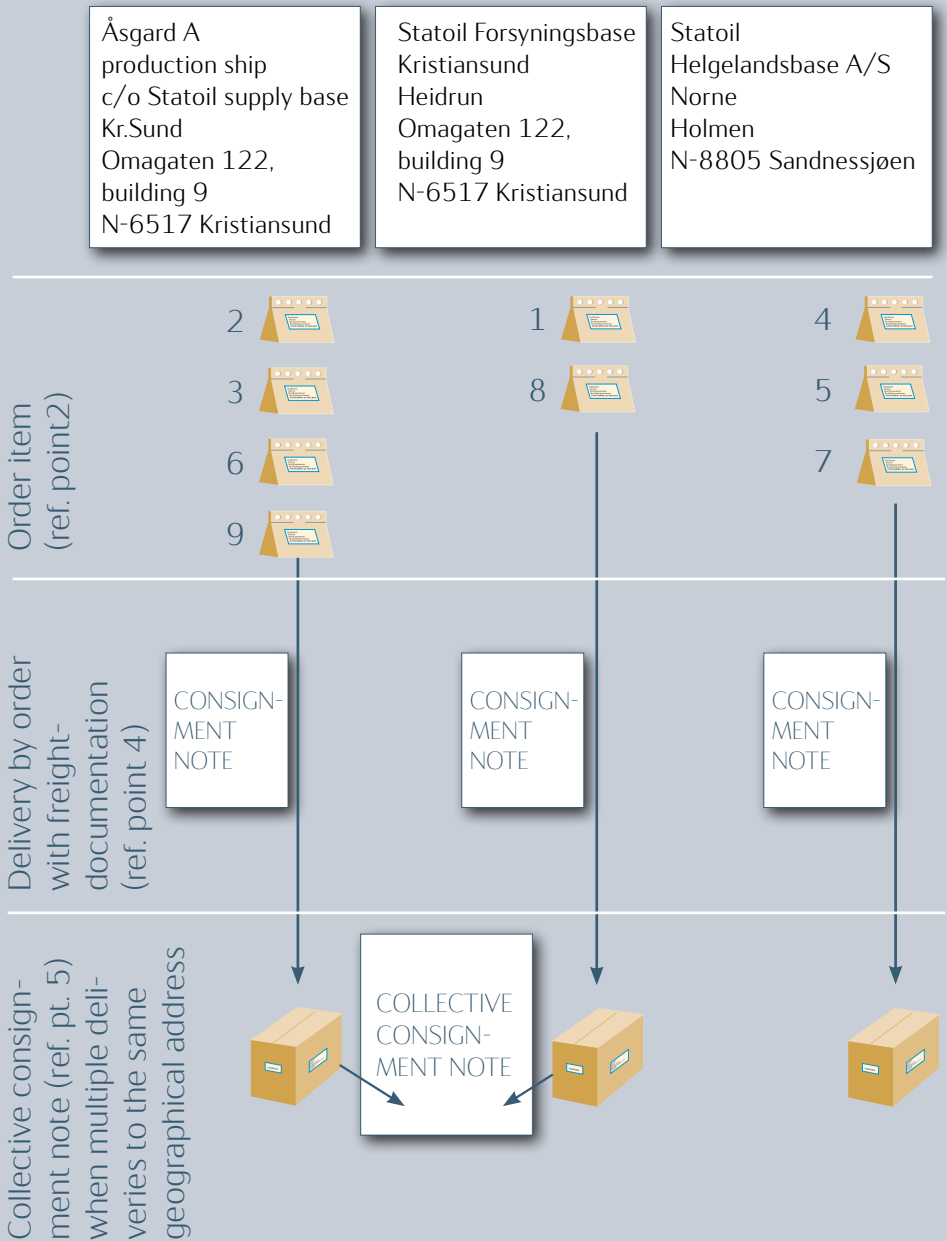 Åsgard A
production ship
c/o Statoil supply base
Kr.Sund
Omagaten 122,
building 9
N-6517 Kristiansund
Statoil Forsyningsbase
Kristiansund
Heidrun
Omagaten 122,
building 9
N-6517 Kristiansund
Statoil
Helgelandsbase A/S
Norne
Holmen
N-8805 Sandnessjøen
Order item
(ref. point2)
2
3
6
9
1
8
4
5
7
Delivery by order
with freight-
documentation
(ref. point 4)
CONSIGN-
MENT
NOTE
CONSIGN-
MENT
NOTE
CONSIGN-
MENT
NOTE
Collective consign-
ment note (ref. pt. 5)
when multiple deli-
veries to the same
geographical address
COLLECTIVE
CONSIGN-
MENT NOTE